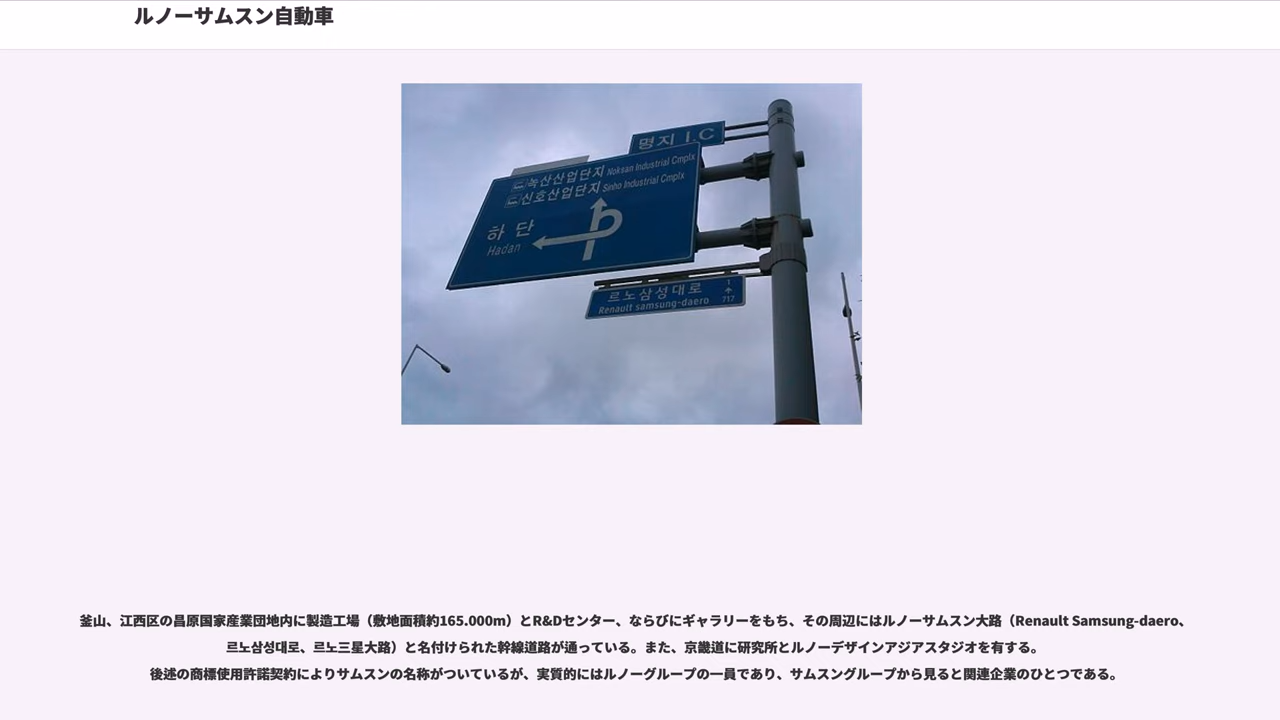 ルノーサムスン自動車
명지 I.C
녹산산업단지 Noksan Industrial Cmplx
신호산업단지 Sinho Industrial Cmplx
하 단
Hadan
르노삼성대로
Renault samsung-daero
1
717
釜山、江西区の昌原国家産業団地内に製造工場（敷地面積約165.000m）とR&Dセンター、ならびにギャラリーをもち、その周辺にはルノーサムスン大路（Renault Samsung-daero、
르노삼성대로、르노三星大路）と名付けられた幹線道路が通っている。また、京畿道に研究所とルノーデザインアジアスタジオを有する。
後述の商標使用許諾契約によりサムスンの名称がついているが、実質的にはルノーグループの一員であり、サムスングループから見ると関連企業のひとつである。